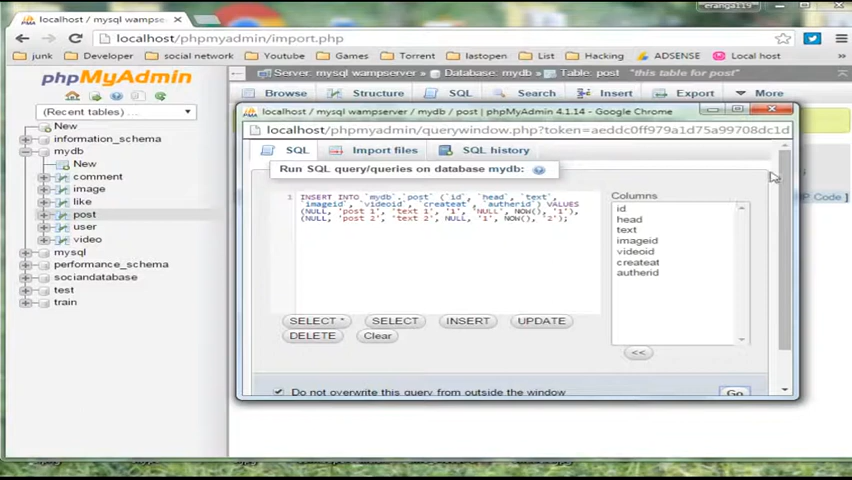 eranga119
localhost / mysql wampse
localhost/phpmyadmin/import.php
junk Developer social network Youtube Games Torrent lastopen List Hacking ADSENSE Local host
phpMyAdmin
Server: mysql wampserver » Database: mydb » Table: post "this table for post"
Browse Structure SQL Search Insert Export More
(Recent tables) ...
New
information_schema
mydb
New
comment
image
like
post
user
video
mysql
performance_schema
sociandatabase
test
train
localhost / mysql wampserver / mydb / post | phpMyAdmin 4.1.14 - Google Chrome
localhost/phpmyadmin/querywindow.php?token=aeddc0ff979a1d75a99708dc1d
SQL Import files SQL history
Run SQL query/queries on database mydb:
1 INSERT INTO `mydb`.`post` (`id`, `head`, `text`,
`imageid`, `videoid`, `createat`, `autherid`) VALUES
(NULL, 'post 1', 'text 1', '1', 'NULL', NOW(), '1'),
(NULL, 'post 2', 'text 2', NULL, '1', NOW(), '2');
Columns
id
head
text
imageid
videoid
createat
autherid
<<
SELECT * SELECT INSERT UPDATE
DELETE Clear
Do not overwrite this query from outside the window
Go
PHP Code ]